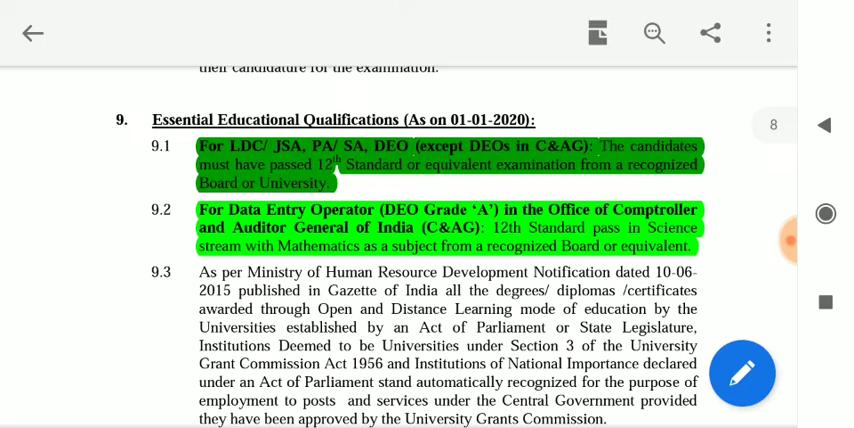 their candidature for the examination.
9. Essential Educational Qualifications (As on 01-01-2020):
8
9.1 For LDC/ JSA, PA/ SA, DEO (except DEOs in C&AG): The candidates
must have passed 12th Standard or equivalent examination from a recognized
Board or University.
9.2 For Data Entry Operator (DEO Grade ‘A’) in the Office of Comptroller
and Auditor General of India (C&AG): 12th Standard pass in Science
stream with Mathematics as a subject from a recognized Board or equivalent.
9.3 As per Ministry of Human Resource Development Notification dated 10-06-
2015 published in Gazette of India all the degrees/ diplomas /certificates
awarded through Open and Distance Learning mode of education by the
Universities established by an Act of Parliament or State Legislature,
Institutions Deemed to be Universities under Section 3 of the University
Grant Commission Act 1956 and Institutions of National Importance declared
under an Act of Parliament stand automatically recognized for the purpose of
employment to posts and services under the Central Government provided
they have been approved by the University Grants Commission.